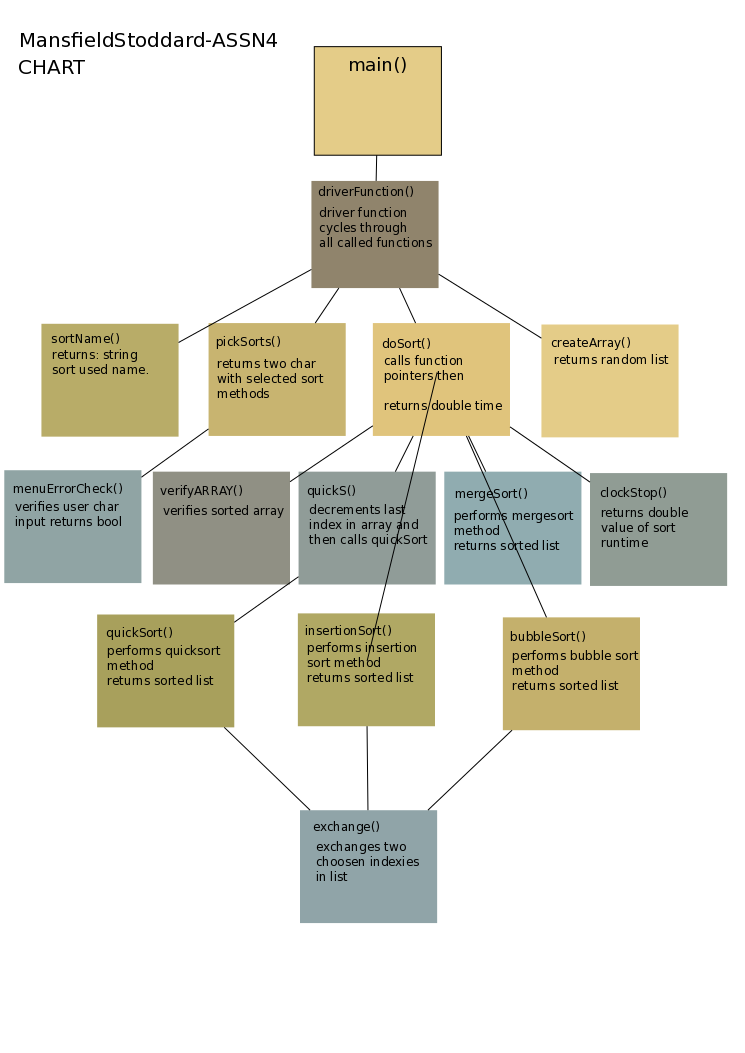 MansfieldStoddard-ASSN4
CHART
main()
driverFunction()
driver function
cycles through
all called functions
sortName()
returns: string
sort used name.
pickSorts()
returns two char
with selected sort
methods
doSort()
calls function
pointers then
returns double time
createArray()
returns random list
menuErrorCheck()
verifies user char
input returns bool
verifyARRAY()
verifies sorted array
quickS()
decrements last
index in array and
then calls quickSort
mergeSort()
performs mergesort
method
returns sorted list
clockStop()
returns double
value of sort
runtime
quickSort()
performs quicksort
method
returns sorted list
insertionSort()
performs insertion
sort method
returns sorted list
bubbleSort()
performs bubble sort
method
returns sorted list
exchange()
exchanges two
choosen indexies
in list